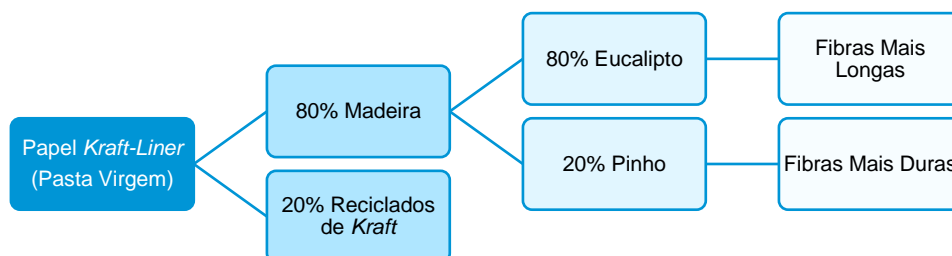 Papel Kraft-Liner
(Pasta Virgem)
80% Madeira
20% Reciclados
de Kraft
80% Eucalipto
20% Pinho
Fibras Mais
Longas
Fibras Mais Duras